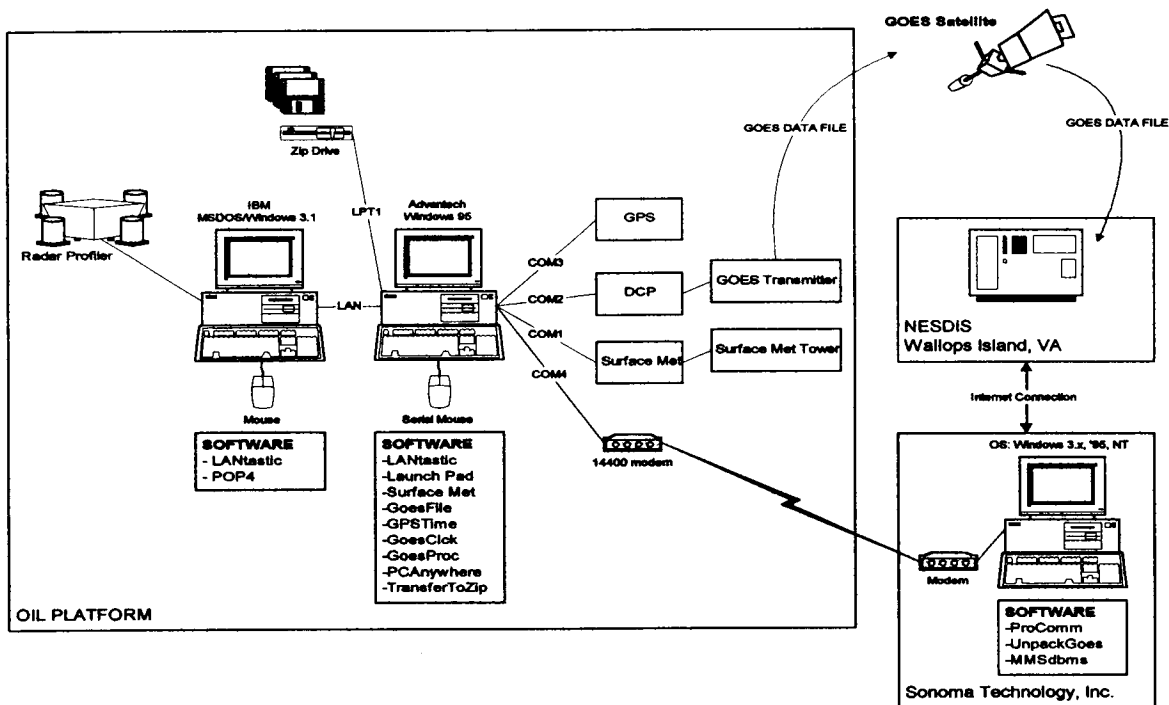 GOES Satellite
GOES DATA FILE
GOES DATA FILE
Zip Drive
IBM
MSDOS/Windows 3.1
LPT1
Advantech
Windows 95
Radar Profiler
LAN
COM3
COM2
COM1
COM4
GPS
DCP
GOES Transmitter
Surface Met
Surface Met Tower
NESDIS
Wallops Island, VA
Mouse
Serial Mouse
Internet Connection
SOFTWARE
- LANtastic
- POP4
SOFTWARE
-LANtastic
-Launch Pad
-Surface Met
-GoesFile
-GPSTime
-GoesClck
-GoesProc
-PCAnywhere
-TransferToZip
14400 modem
OS: Windows 3.x, '95, NT
Modem
SOFTWARE
-ProComm
-UnpackGoes
-MMSdbms
OIL PLATFORM
Sonoma Technology, Inc.